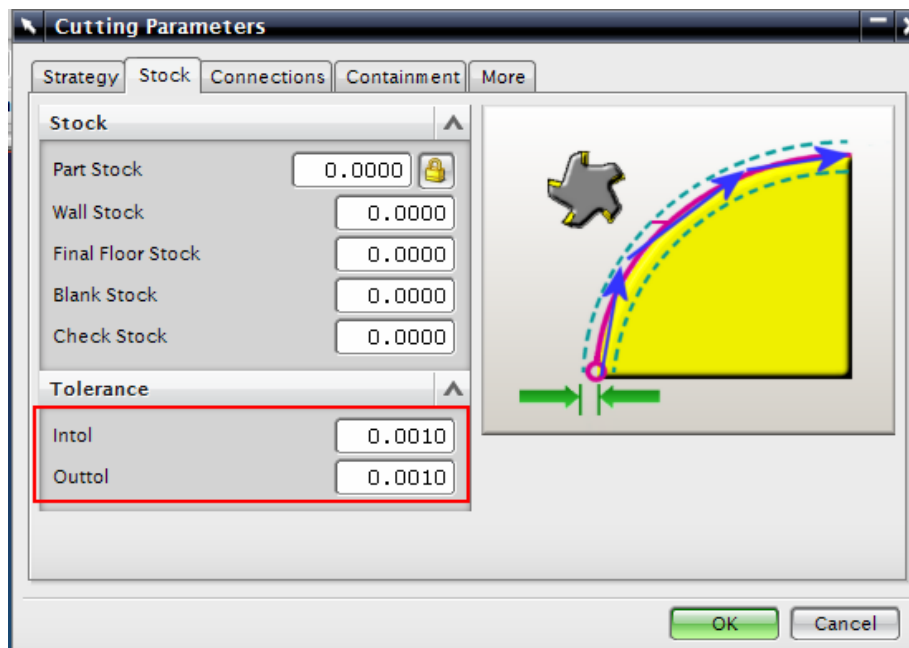 Cutting Parameters
Strategy Stock Connections Containment More
Stock
Part Stock 0.0000
Wall Stock 0.0000
Final Floor Stock 0.0000
Blank Stock 0.0000
Check Stock 0.0000
Tolerance
Intol 0.0010
Outtol 0.0010
OK Cancel